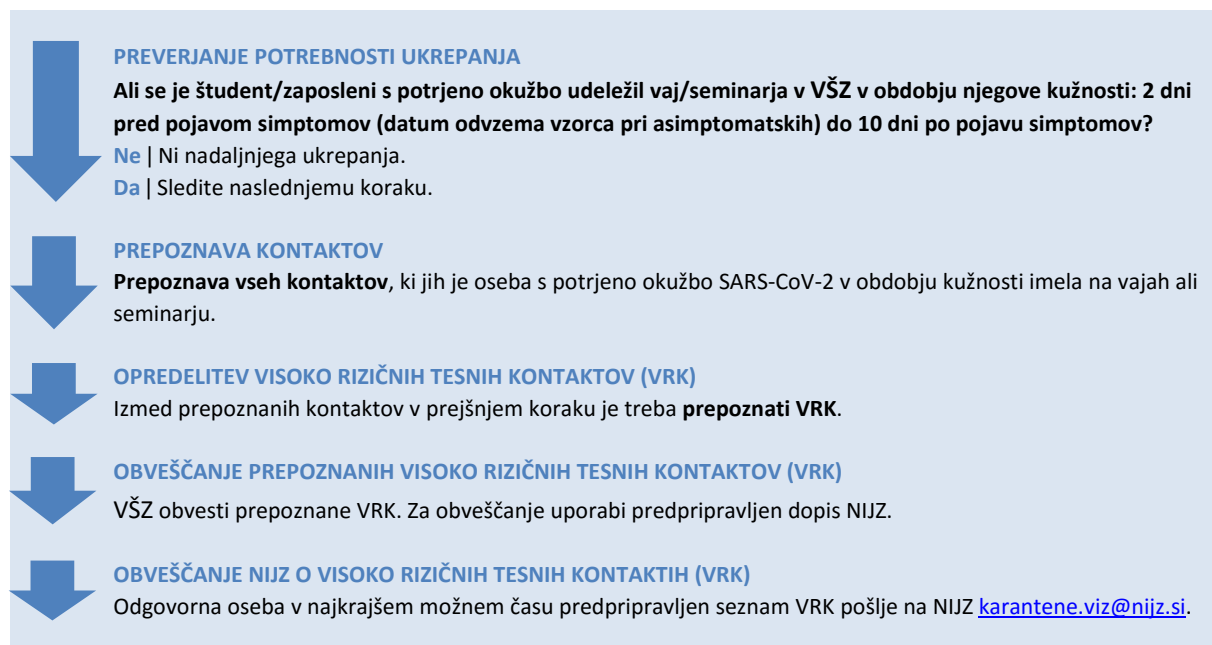 PREVERJANJE POTREBNOSTI UKREPANJA
Ali se je študent/zaposleni s potrjeno okužbo udeležil vaj/seminarja v VŠZ v obdobju njegove kužnosti: 2 dni
pred pojavom simptomov (datum odvzema vzorca pri asimptomatskih) do 10 dni po pojavu simptomov?
Ne | Ni nadaljnjega ukrepanja.
Da | Sledite naslednjemu koraku.
PREPOZNAVA KONTAKTOV
Prepoznava vseh kontaktov, ki jih je oseba s potrjeno okužbo SARS-CoV-2 v obdobju kužnosti imela na vajah ali
seminarju.
OPREDELITEV VISOKO RIZIČNIH TESNIH KONTAKTOV (VRK)
Izmed prepoznanih kontaktov v prejšnjem koraku je treba prepoznati VRK.
OBVEŠČANJE PREPOZNANIH VISOKO RIZIČNIH TESNIH KONTAKTOV (VRK)
VŠZ obvesti prepoznane VRK. Za obveščanje uporabi predpripravljen dopis NIJZ.
OBVEŠČANJE NIJZ O VISOKO RIZIČNIH TESNIH KONTAKTIH (VRK)
Odgovorna oseba v najkrajšem možnem času predpripravljen seznam VRK pošlje na NIJZ karantene.viz@nijz.si.